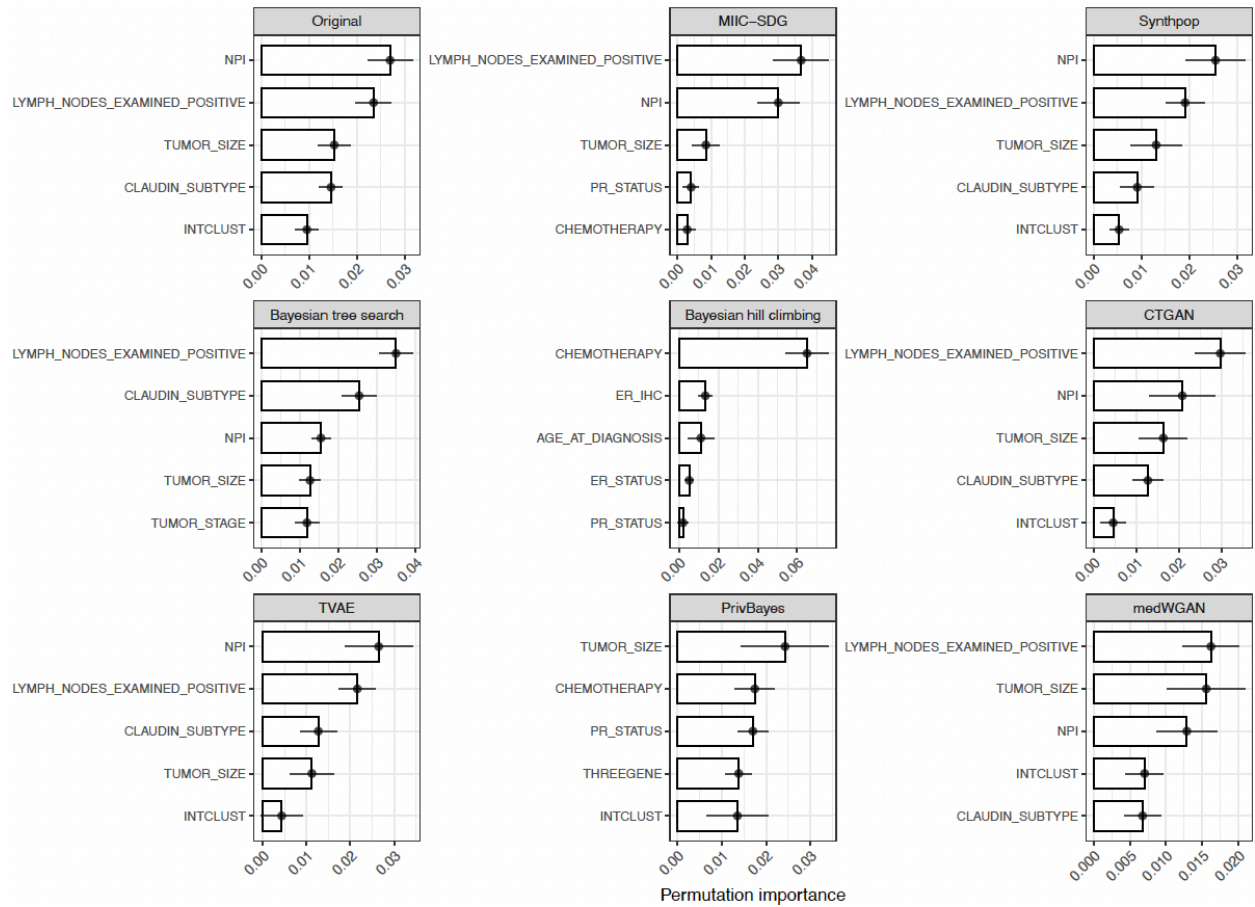 Original
NPI
LYMPH_NODES_EXAMINED_POSITIVE
TUMOR_SIZE
CLAUDIN_SUBTYPE
INTCLUST
0.00 0.01 0.02 0.03
MIIC-SDG
LYMPH_NODES_EXAMINED_POSITIVE
NPI
TUMOR_SIZE
PR_STATUS
CHEMOTHERAPY
0.00 0.01 0.02 0.03 0.04
Synthpop
NPI
LYMPH_NODES_EXAMINED_POSITIVE
TUMOR_SIZE
CLAUDIN_SUBTYPE
INTCLUST
0.00 0.01 0.02 0.03
Bayesian tree search
LYMPH_NODES_EXAMINED_POSITIVE
CLAUDIN_SUBTYPE
NPI
TUMOR_SIZE
TUMOR_STAGE
0.00 0.01 0.02 0.03 0.04
Bayesian hill climbing
CHEMOTHERAPY
ER_IHC
AGE_AT_DIAGNOSIS
ER_STATUS
PR_STATUS
0.00 0.02 0.04 0.06
CTGAN
LYMPH_NODES_EXAMINED_POSITIVE
NPI
TUMOR_SIZE
CLAUDIN_SUBTYPE
INTCLUST
0.00 0.01 0.02 0.03
TVAE
NPI
LYMPH_NODES_EXAMINED_POSITIVE
CLAUDIN_SUBTYPE
TUMOR_SIZE
INTCLUST
0.00 0.01 0.02 0.03
PrivBayes
TUMOR_SIZE
CHEMOTHERAPY
PR_STATUS
THREEGENE
INTCLUST
0.00 0.01 0.02 0.03
medWGAN
LYMPH_NODES_EXAMINED_POSITIVE
TUMOR_SIZE
NPI
INTCLUST
CLAUDIN_SUBTYPE
0.000 0.005 0.010 0.015 0.020
Permutation importance